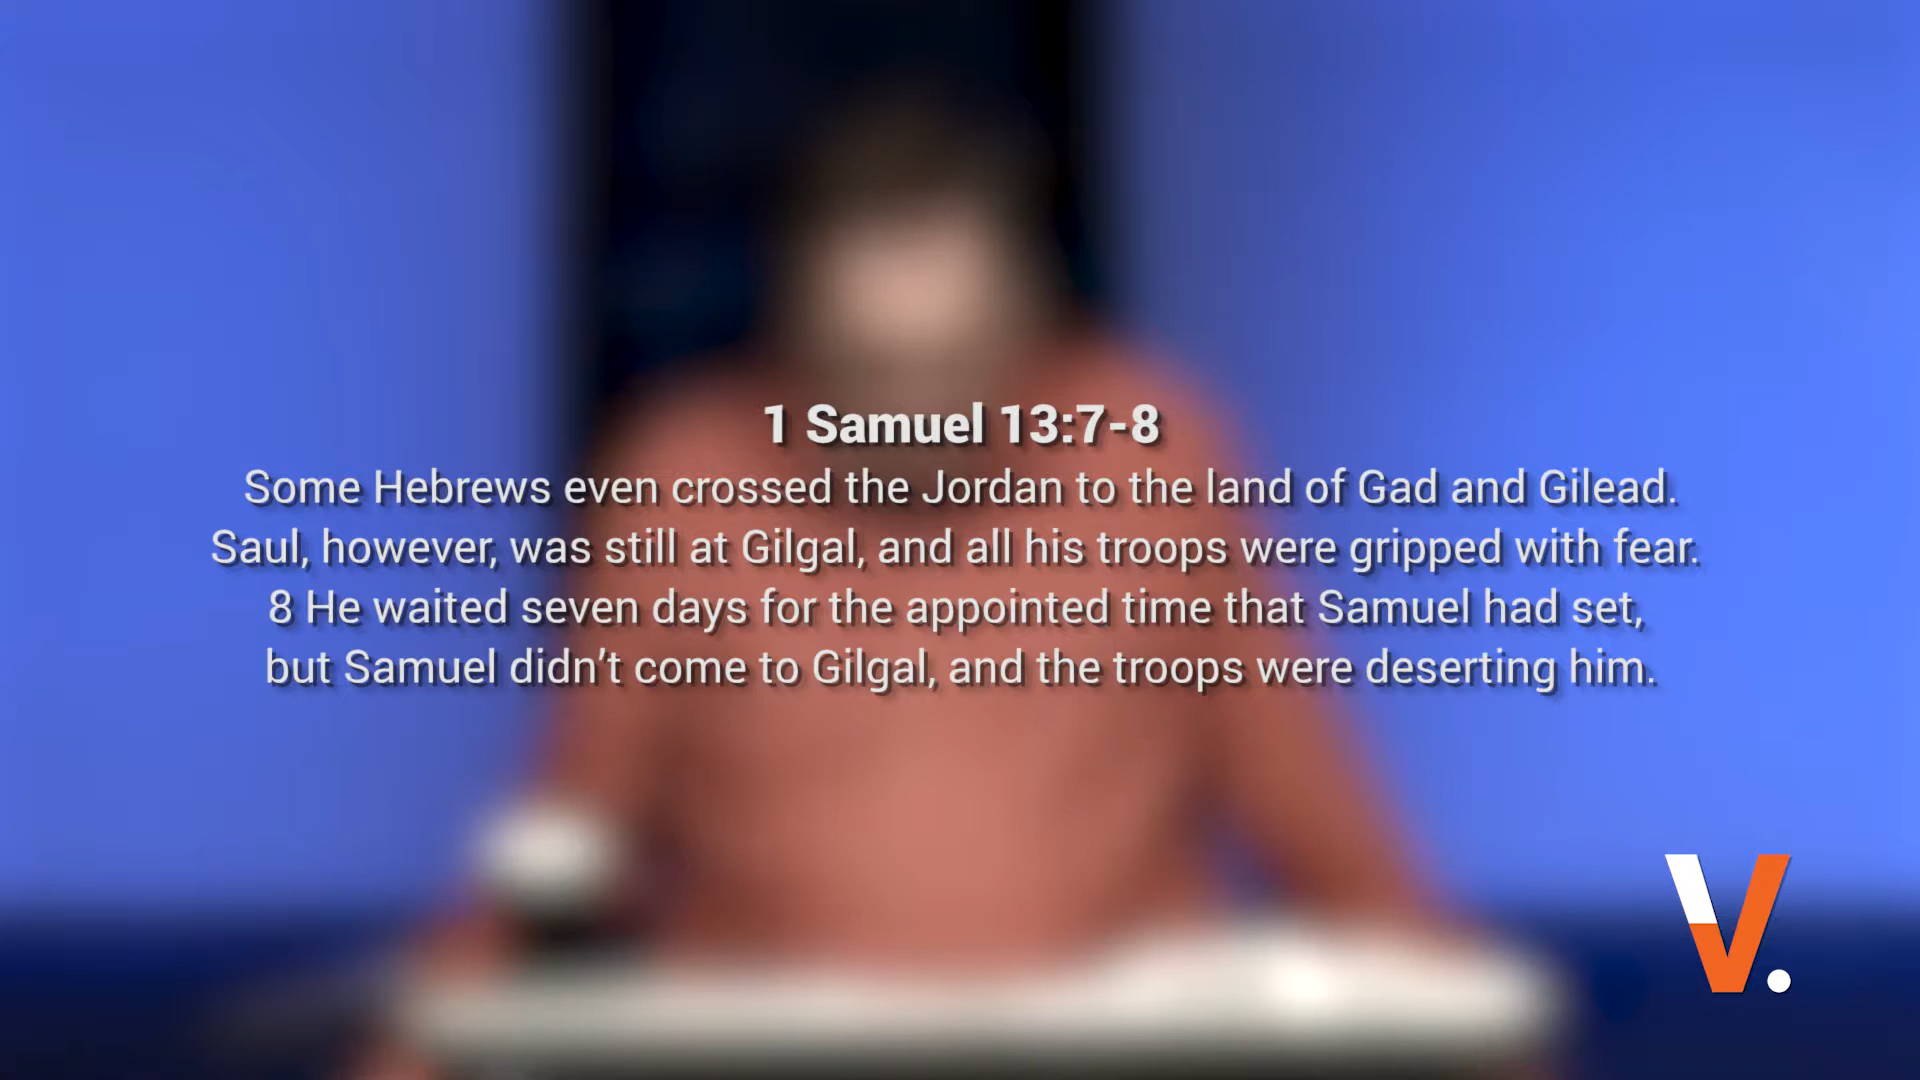 1 Samuel 13:7-8
Some Hebrews even crossed the Jordan to the land of Gad and Gilead.
Saul, however, was still at Gilgal, and all his troops were gripped with fear.
8 He waited seven days for the appointed time that Samuel had set,
but Samuel didn’t come to Gilgal, and the troops were deserting him.
V.